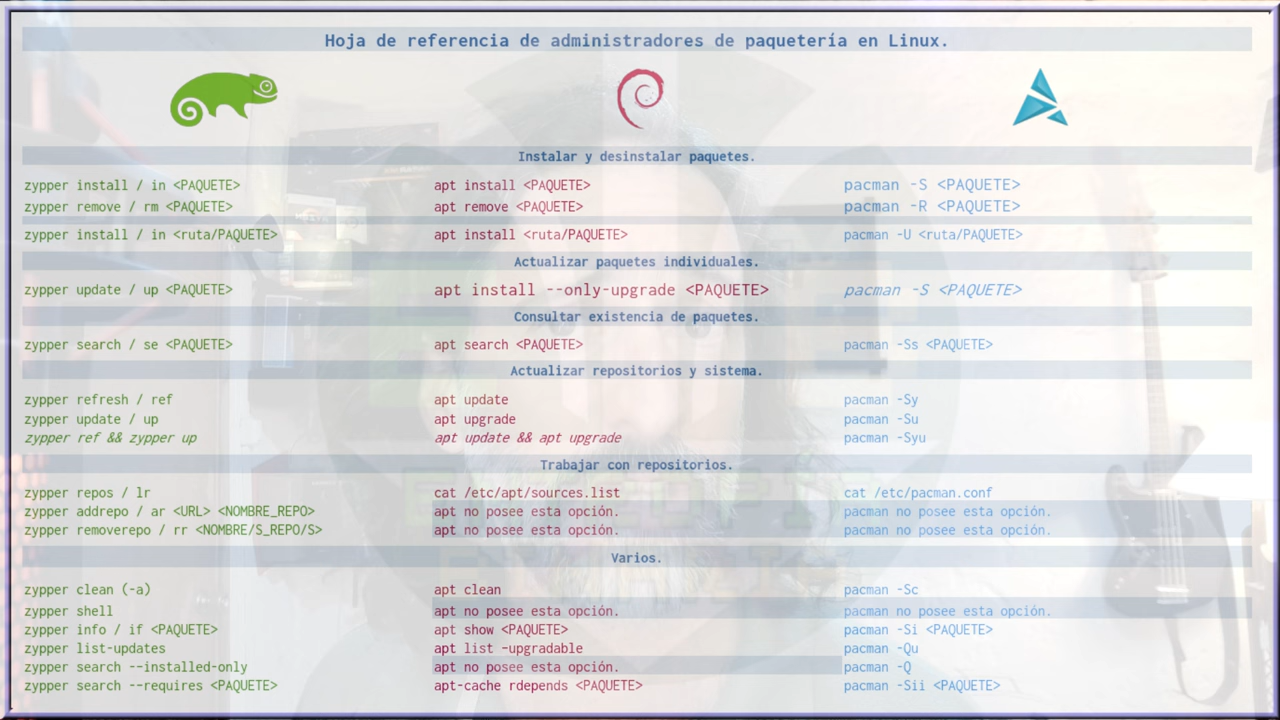 Hoja de referencia de administradores de paquetería en Linux.
Instalar y desinstalar paquetes.
zypper install / in <PAQUETE> apt install <PAQUETE> pacman -S <PAQUETE>
zypper remove / rm <PAQUETE> apt remove <PAQUETE> pacman -R <PAQUETE>
zypper install / in <ruta/PAQUETE> apt install <ruta/PAQUETE> pacman -U <ruta/PAQUETE>
Actualizar paquetes individuales.
zypper update / up <PAQUETE> apt install --only-upgrade <PAQUETE> pacman -S <PAQUETE>
Consultar existencia de paquetes.
zypper search / se <PAQUETE> apt search <PAQUETE> pacman -Ss <PAQUETE>
Actualizar repositorios y sistema.
zypper refresh / ref apt update pacman -Sy
zypper update / up apt upgrade pacman -Su
zypper ref && zypper up apt update && apt upgrade pacman -Syu
Trabajar con repositorios.
zypper repos / lr cat /etc/apt/sources.list cat /etc/pacman.conf
zypper addrepo / ar <URL> <NOMBRE_REPO> apt no posee esta opción. pacman no posee esta opción.
zypper removerepo / rr <NOMBRE/S_REPO/S> apt no posee esta opción. pacman no posee esta opción.
Varios.
zypper clean (-a) apt clean pacman -Sc
zypper shell apt no posee esta opción. pacman no posee esta opción.
zypper info / if <PAQUETE> apt show <PAQUETE> pacman -Si <PAQUETE>
zypper list-updates apt list –upgradable pacman -Qu
zypper search --installed-only apt no posee esta opción. pacman -Q
zypper search --requires <PAQUETE> apt-cache rdepends <PAQUETE> pacman -Sii <PAQUETE>